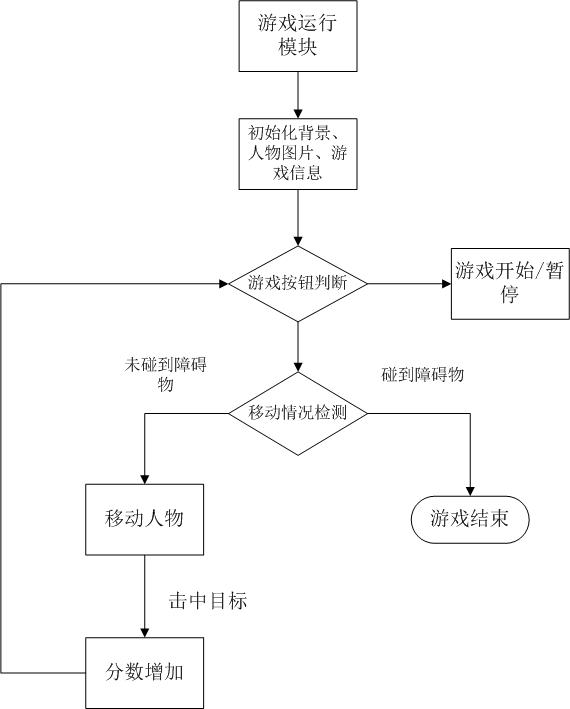 游戏运行
模块
初始化背景、
人物图片、游
戏信息
游戏按钮判断
游戏开始/暂
停
未碰到障碍
物
碰到障碍物
移动情况检测
移动人物
游戏结束
击中目标
分数增加